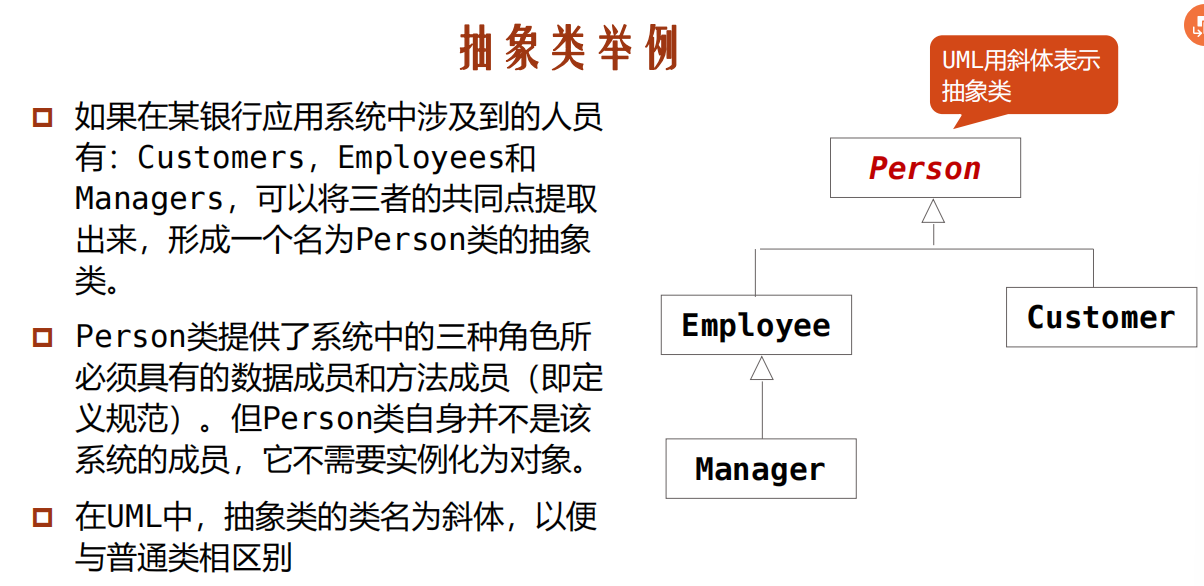 抽象类举例
UML用斜体表示
抽象类
如果在某银行应用系统中涉及到的人员
有：Customers，Employees和
Managers，可以将三者的共同点提取
出来，形成一个名为Person类的抽象
类。
Person类提供了系统中的三种角色所
必须具有的数据成员和方法成员（即定
义规范）。但Person类自身并不是该
系统的成员，它不需要实例化为对象。
在UML中，抽象类的类名为斜体，以便
与普通类相区别
Person
Employee
Customer
Manager